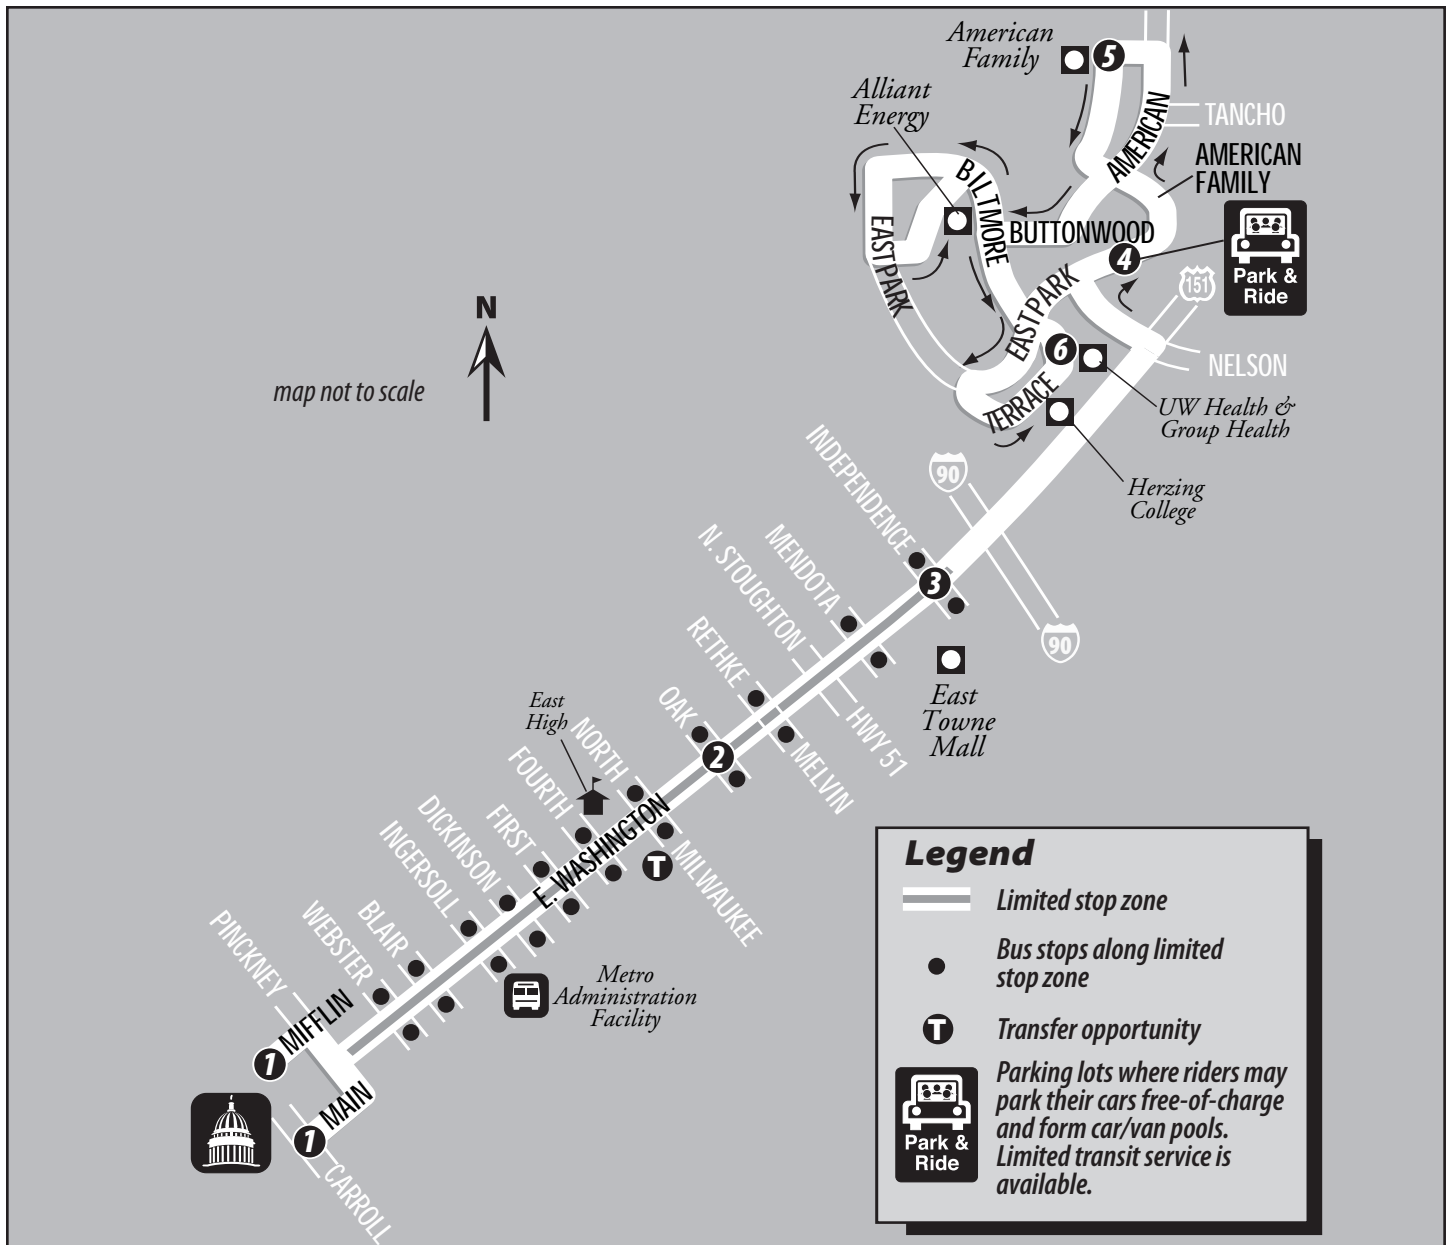 American
Family
5
Alliant
Energy
TANCHO
AMERICAN
AMERICAN
FAMILY
BILTMORE
EASTPARK
BUTTONWOOD
4
Park &
Ride
151
EASTPARK
6
NELSON
TERRACE
UW Health &
Group Health
Herzing
College
N
map not to scale
INDEPENDENCE
90
MENDOTA
N. STOUGHTON
3
90
RETHKE
East
Towne
Mall
OAK
HWY 51
2
MELVIN
East
High
NORTH
FOURTH
E. WASHINGTON
T
MILWAUKEE
FIRST
DICKINSON
INGERSOLL
BLAIR
WEBSTER
PINCKNEY
Metro
Administration
Facility
MIFFLIN
1
MAIN
1
CARROLL
Legend
Limited stop zone
Bus stops along limited
stop zone
T
Transfer opportunity
Park &
Ride
Parking lots where riders may
park their cars free-of-charge
and form car/van pools.
Limited transit service is
available.